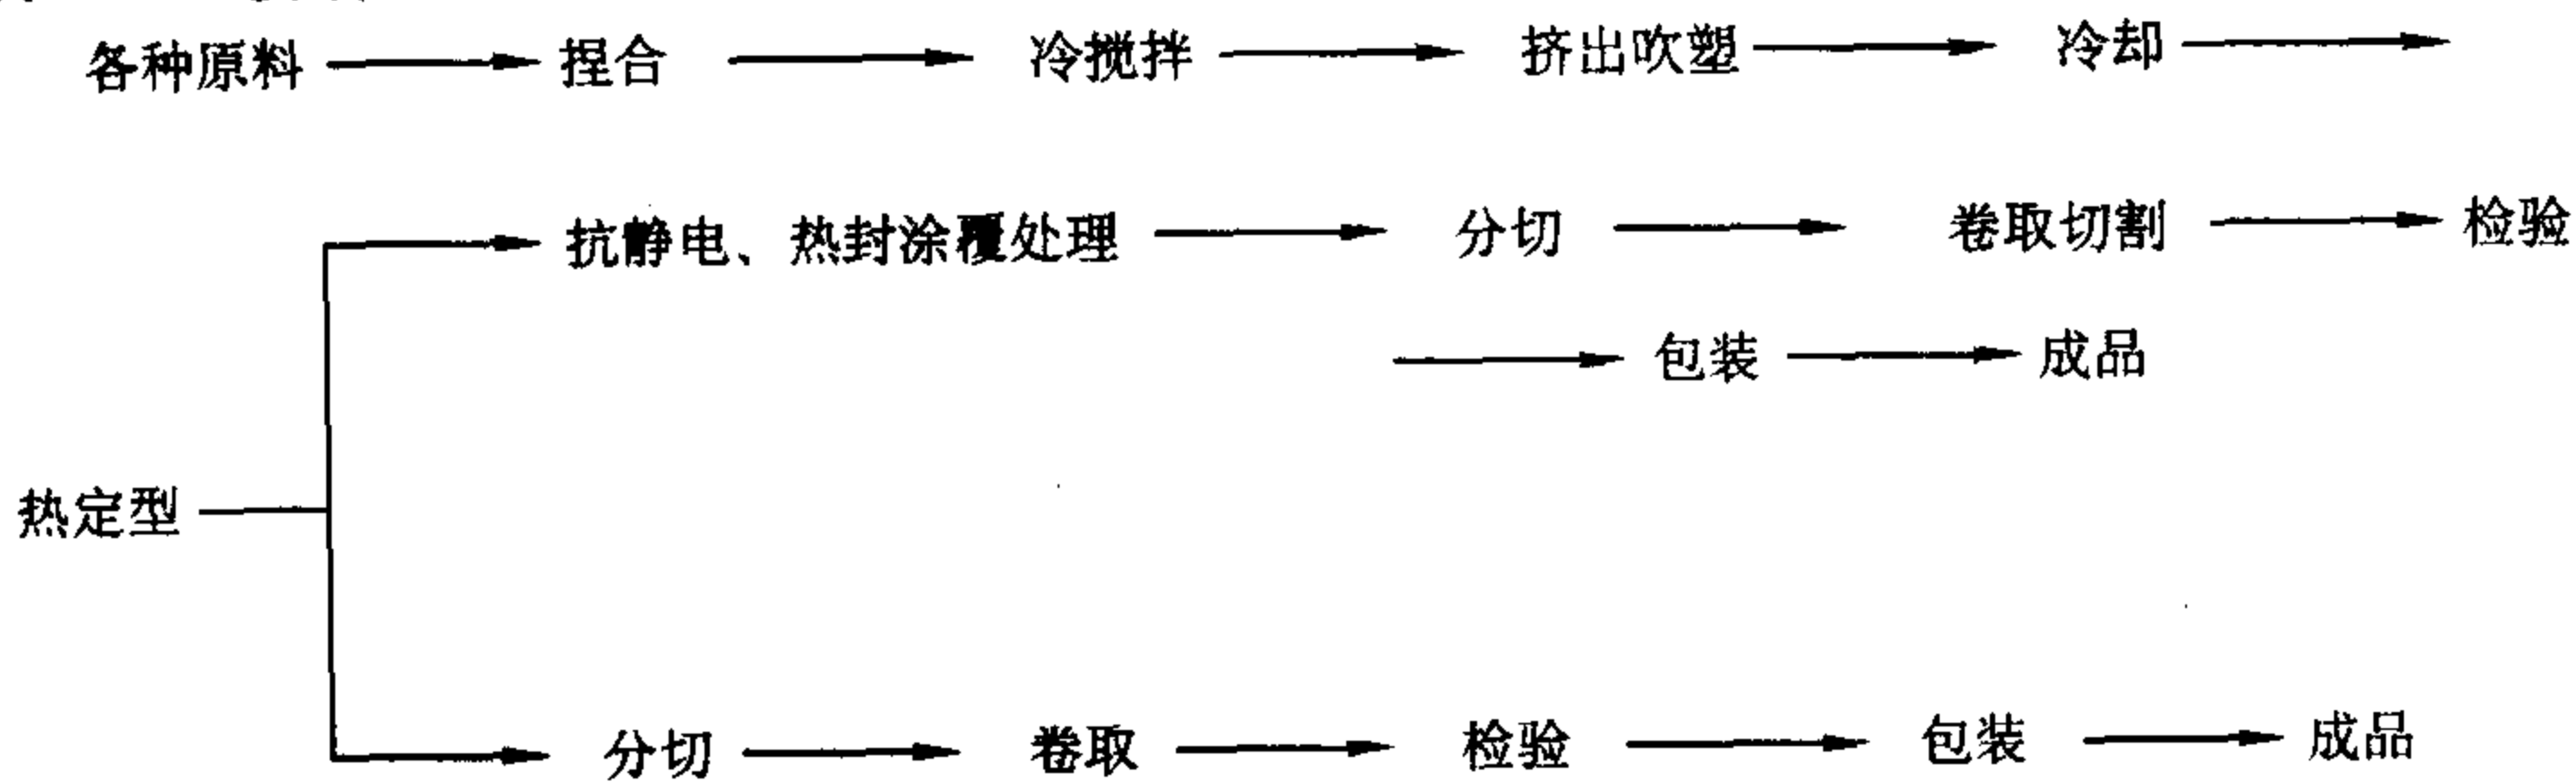 各种原料 捏合 冷搅拌 挤出吹塑 冷却
抗静电、热封涂覆处理 分切 卷取切割 检验
包装 成品
热定型
分切 卷取 检验 包装 成品